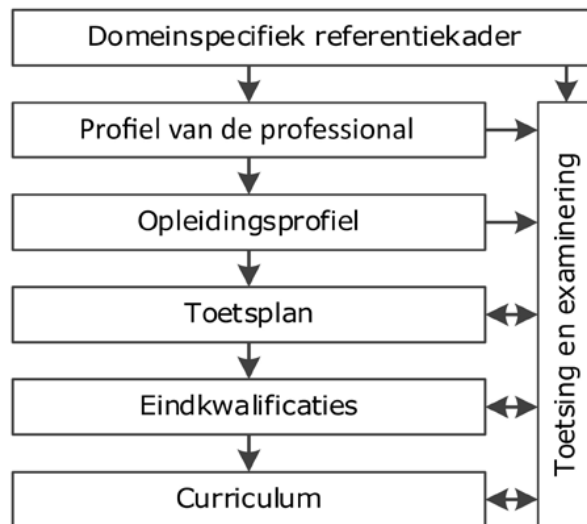 Domeinspecifiek referentiekader
Profiel van de professional
Opleidingsprofiel
Toetsplan
Eindkwalificaties
Curriculum
Toetsing en examinering